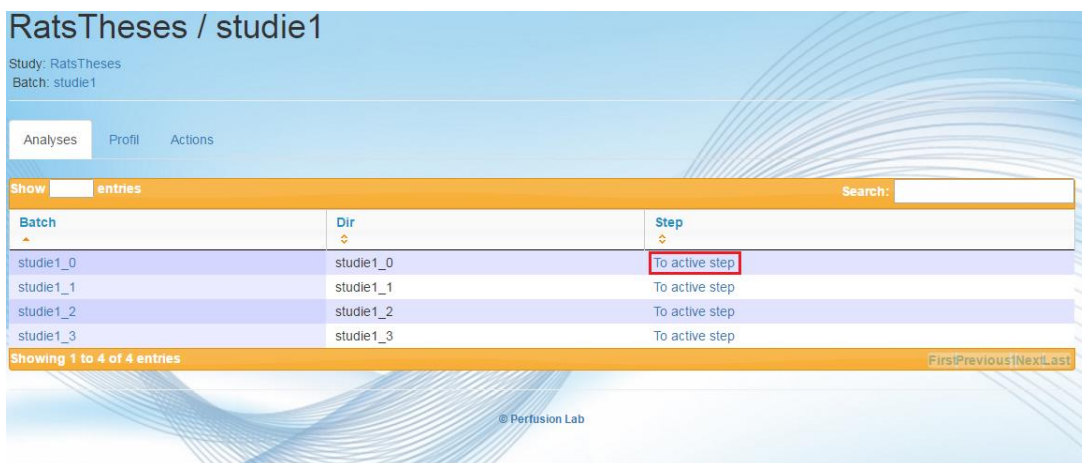 RatsTheses / studie1
Study: RatsTheses
Batch: studie1
Analyses Profil Actions
Show entries Search:
Batch Dir Step
studie1_0 studie1_0 To active step
studie1_1 studie1_1 To active step
studie1_2 studie1_2 To active step
studie1_3 studie1_3 To active step
Showing 1 to 4 of 4 entries FirstPrevious1NextLast
© Perfusion Lab